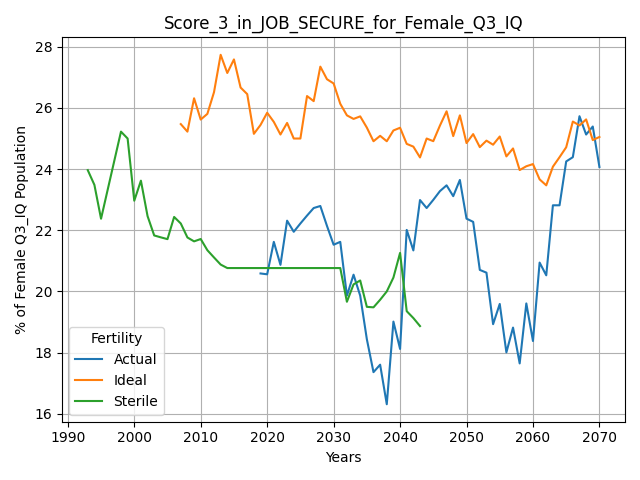 Score_3_in_JOB_SECURE_for_Female_Q3_IQ
% of Female Q3_IQ Population
28
26
24
22
20
18
16
Fertility
Actual
Ideal
Sterile
1990 2000 2010 2020 2030 2040 2050 2060 2070
Years